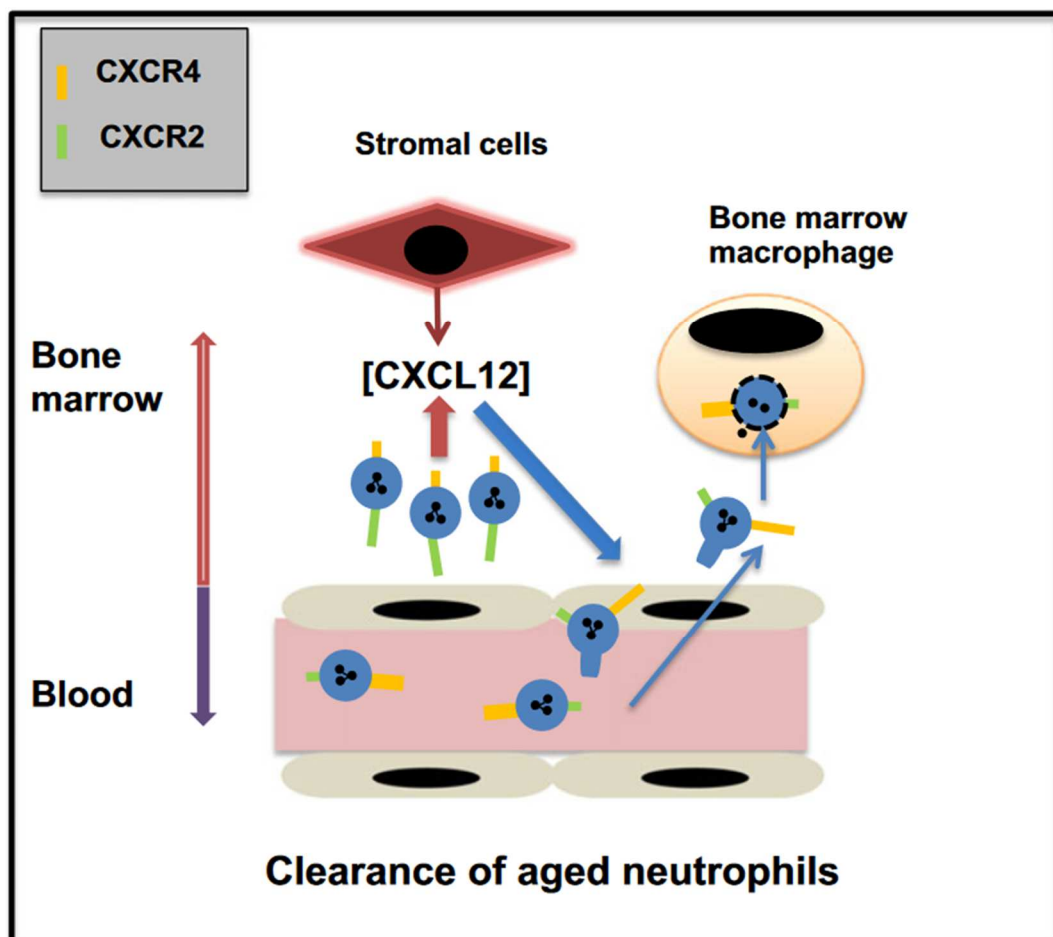 CXCR4
CXCR2
Stromal cells
Bone marrow
macrophage
Bone
marrow
[CXCL12]
Blood
Clearance of aged neutrophils